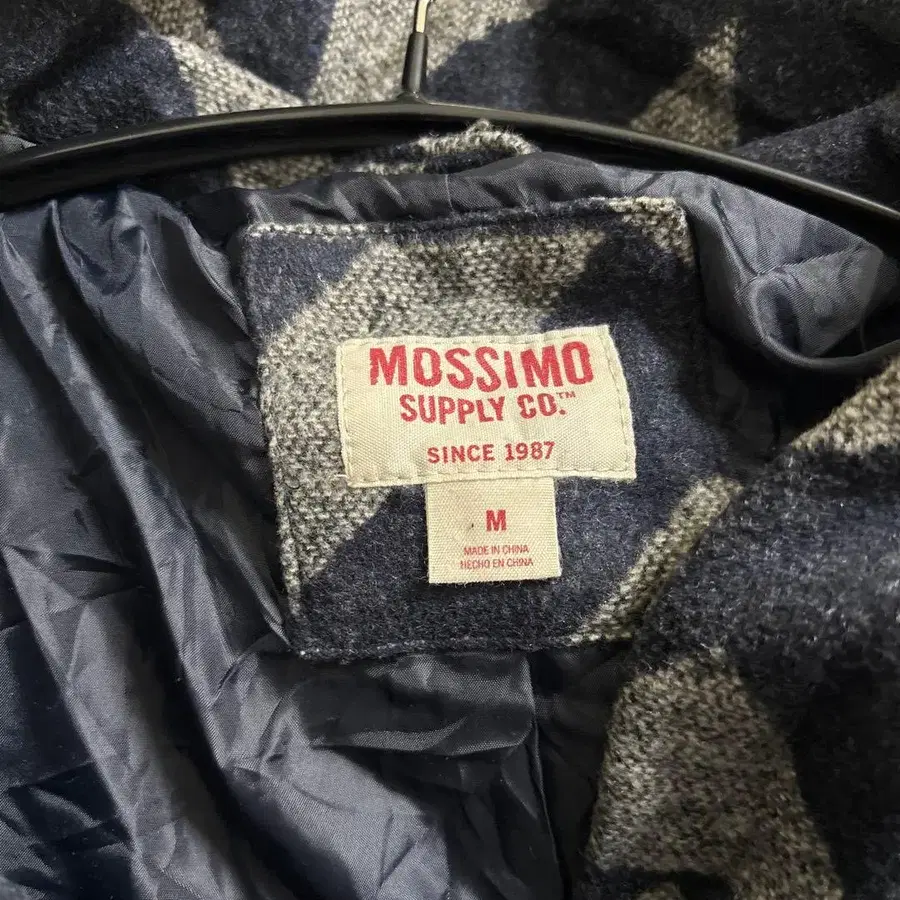 MOSSIMO
SUPPLY CO.™
SINCE 1987
M
MADE IN CHINA
HECHO EN CHINA